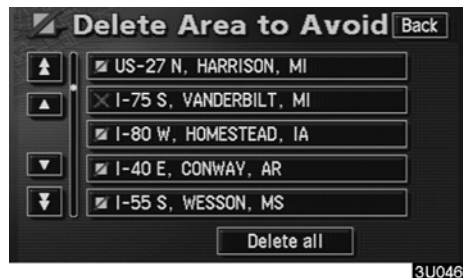 Delete Area to Avoid Back
US-27 N, HARRISON, MI
I-75 S, VANDERBILT, MI
I-80 W, HOMESTEAD, IA
I-40 E, CONWAY, AR
I-55 S, WESSON, MS
Delete all
3U046